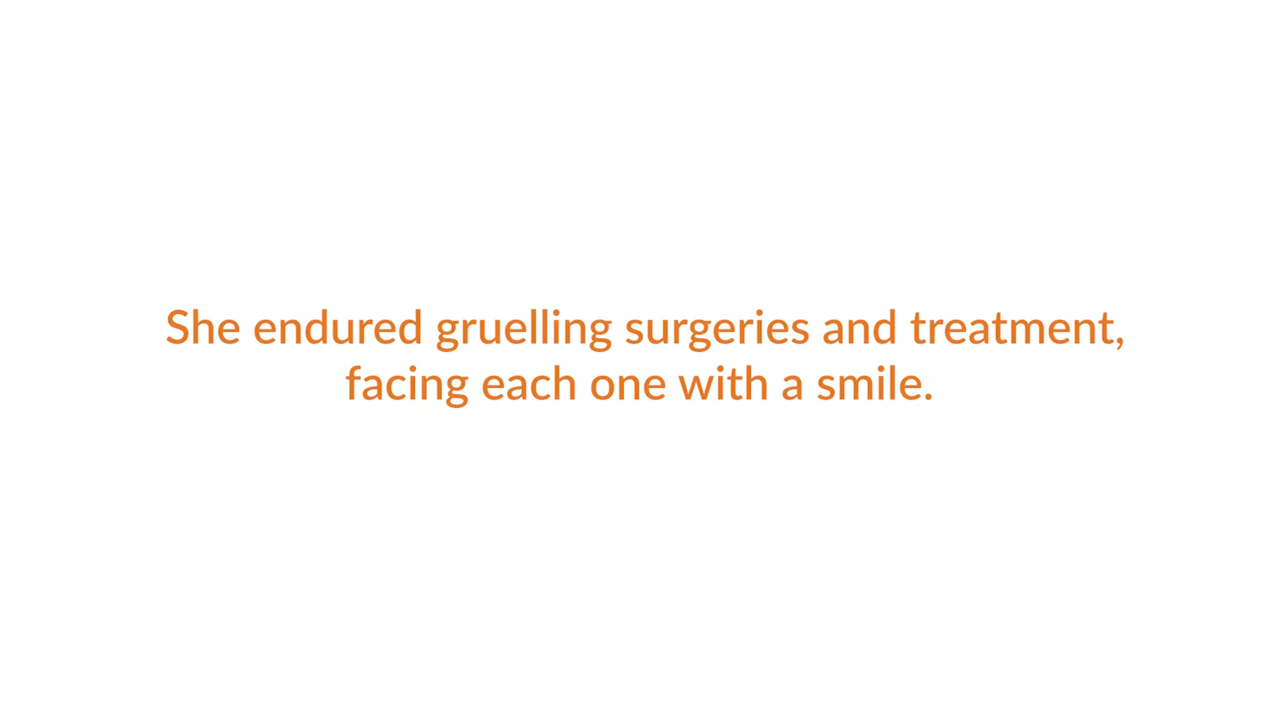 She endured gruelling surgeries and treatment,
facing each one with a smile.